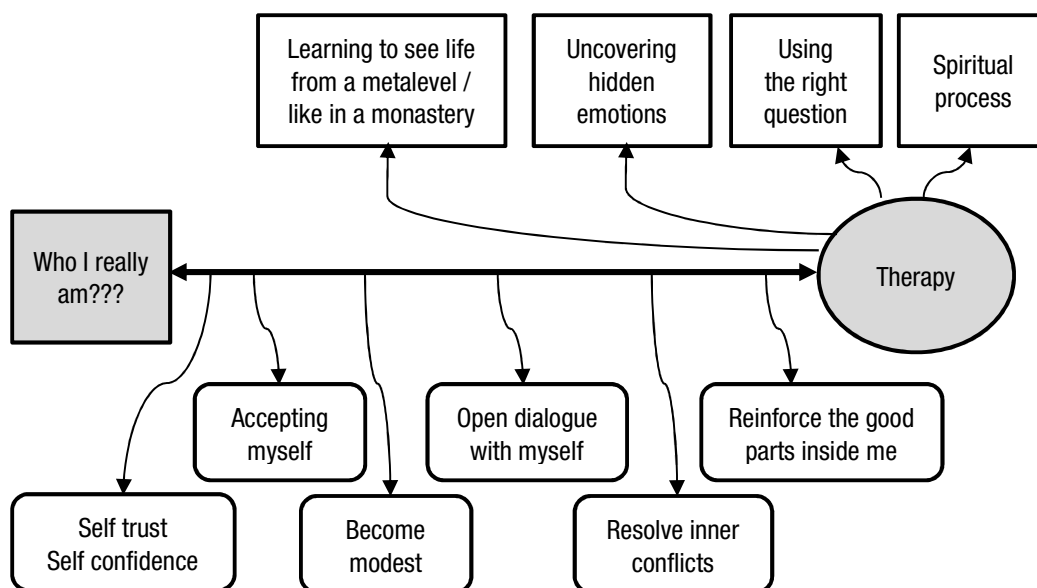 Learning to see life
from a metalevel /
like in a monastery
Uncovering
hidden
emotions
Using
the right
question
Spiritual
process
Who I really
am???
Therapy
Accepting
myself
Open dialogue
with myself
Reinforce the good
parts inside me
Self trust
Self confidence
Become
modest
Resolve inner
conflicts